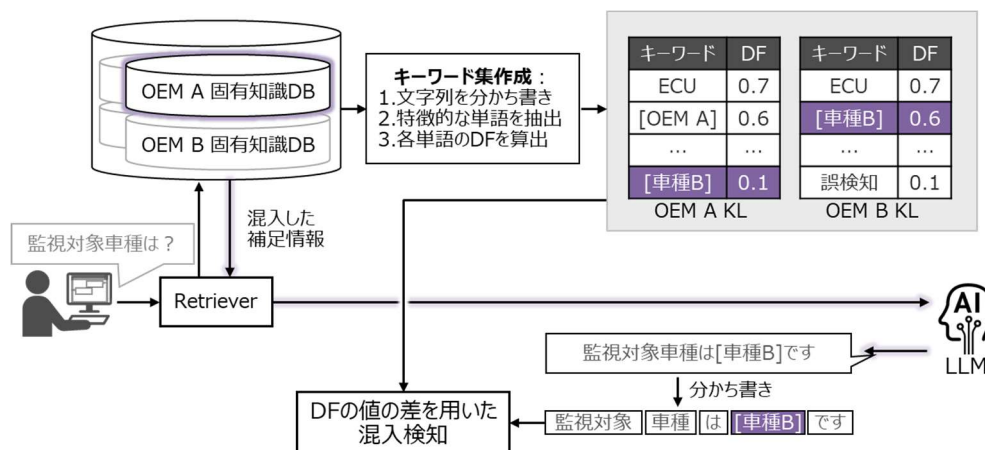 OEM A 固有知識DB
OEM B 固有知識DB
キーワード集作成：
1.文字列を分かち書き
2.特徴的な単語を抽出
3.各単語のDFを算出
キーワード DF
ECU 0.7
[OEM A] 0.6
… …
[車種B] 0.1
OEM A KL
キーワード DF
ECU 0.7
[車種B] 0.6
… …
誤検知 0.1
OEM B KL
混入した
補足情報
監視対象車種は？
Retriever
AI
LLM
監視対象車種は[車種B]です
分かち書き
監視対象 車種 は [車種B] です
DFの値の差を用いた
混入検知